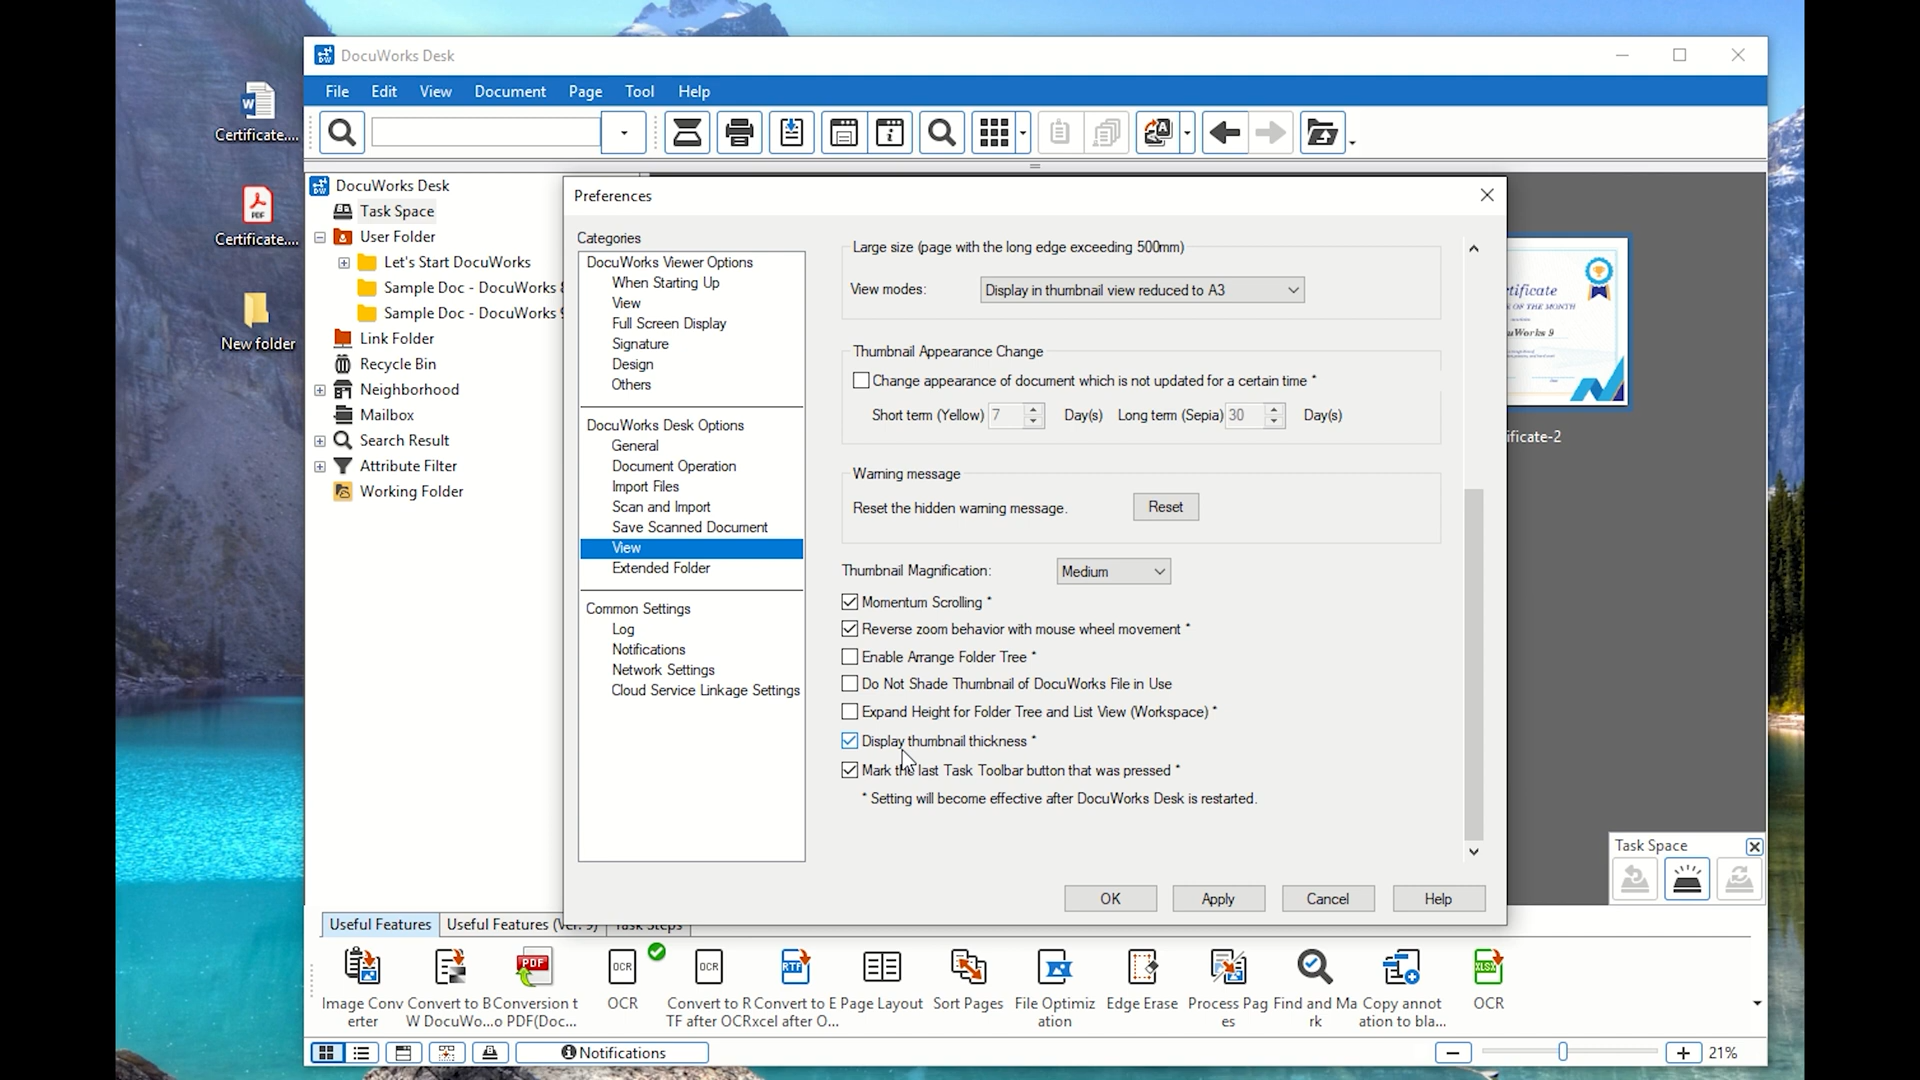 DocuWorks Desk
File Edit View Document Page Tool Help
Certificate....
Certificate....
New folder
DocuWorks Desk
Task Space
User Folder
Let's Start DocuWorks
Sample Doc - DocuWorks
Sample Doc - DocuWorks
Link Folder
Recycle Bin
Neighborhood
Mailbox
Search Result
Attribute Filter
Working Folder
Preferences
Categories
DocuWorks Viewer Options
When Starting Up
View
Full Screen Display
Signature
Design
Others
DocuWorks Desk Options
General
Document Operation
Import Files
Scan and Import
Save Scanned Document
View
Extended Folder
Common Settings
Log
Notifications
Network Settings
Cloud Service Linkage Settings
Large size (page with the long edge exceeding 500mm)
View modes: Display in thumbnail view reduced to A3
Thumbnail Appearance Change
Change appearance of document which is not updated for a certain time *
Short term (Yellow) 7 Day(s) Long term (Sepia) 30 Day(s)
Warning message
Reset the hidden warning message. Reset
Thumbnail Magnification: Medium
Momentum Scrolling *
Reverse zoom behavior with mouse wheel movement *
Enable Arrange Folder Tree *
Do Not Shade Thumbnail of DocuWorks File in Use
Expand Height for Folder Tree and List View (Workspace) *
Display thumbnail thickness *
Mark the last Task Toolbar button that was pressed *
* Setting will become effective after DocuWorks Desk is restarted.
OK Apply Cancel Help
tificate
OF THE MONTH
uWorks 9
ificate-2
Task Space
Useful Features Useful Features (Ver. 9) Task Steps
Image Conv
erter
Convert to B
W DocuWo...
Conversion t
o PDF(Doc...
OCR
OCR
Convert to R
TF after OCR
Convert to E
xcel after O...
Page Layout
Sort Pages
File Optimiz
ation
Edge Erase
Process Pag
es
Find and Ma
rk
Copy annot
ation to bla...
OCR
Notifications
21%